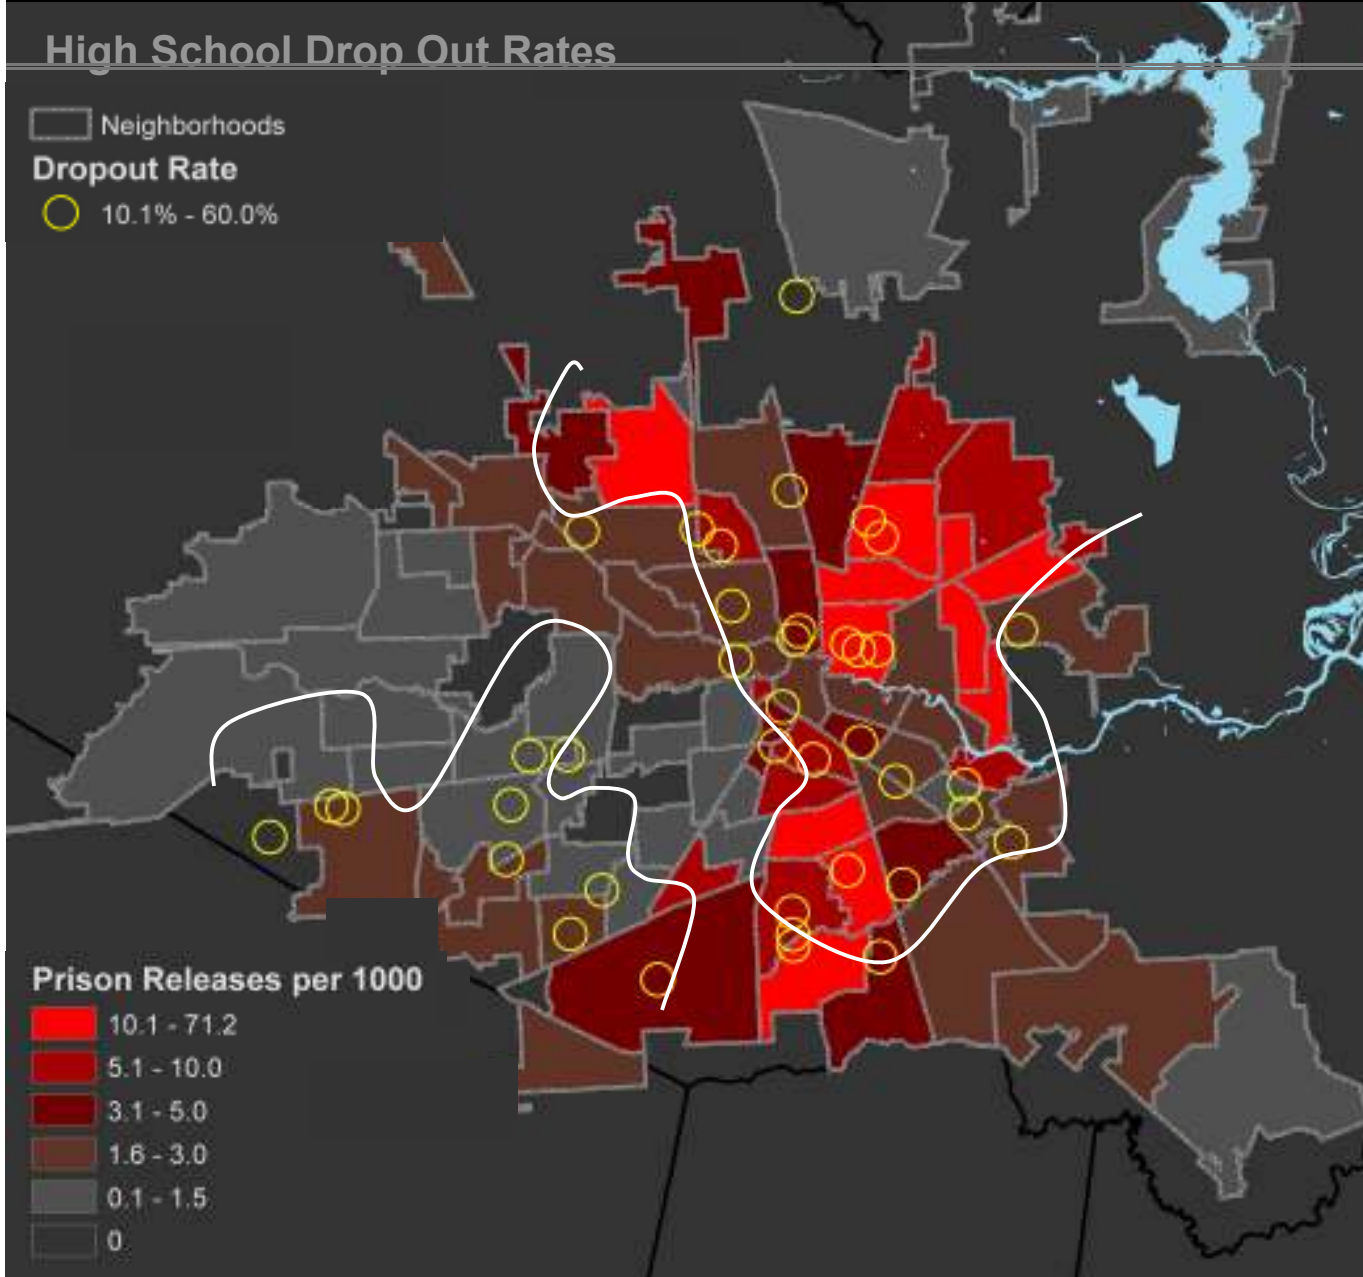 High School Drop Out Rates
Neighborhoods
Dropout Rate
10.1% - 60.0%
Prison Releases per 1000
10.1 - 71.2
5.1 - 10.0
3.1 - 5.0
1.6 - 3.0
0.1 - 1.5
0